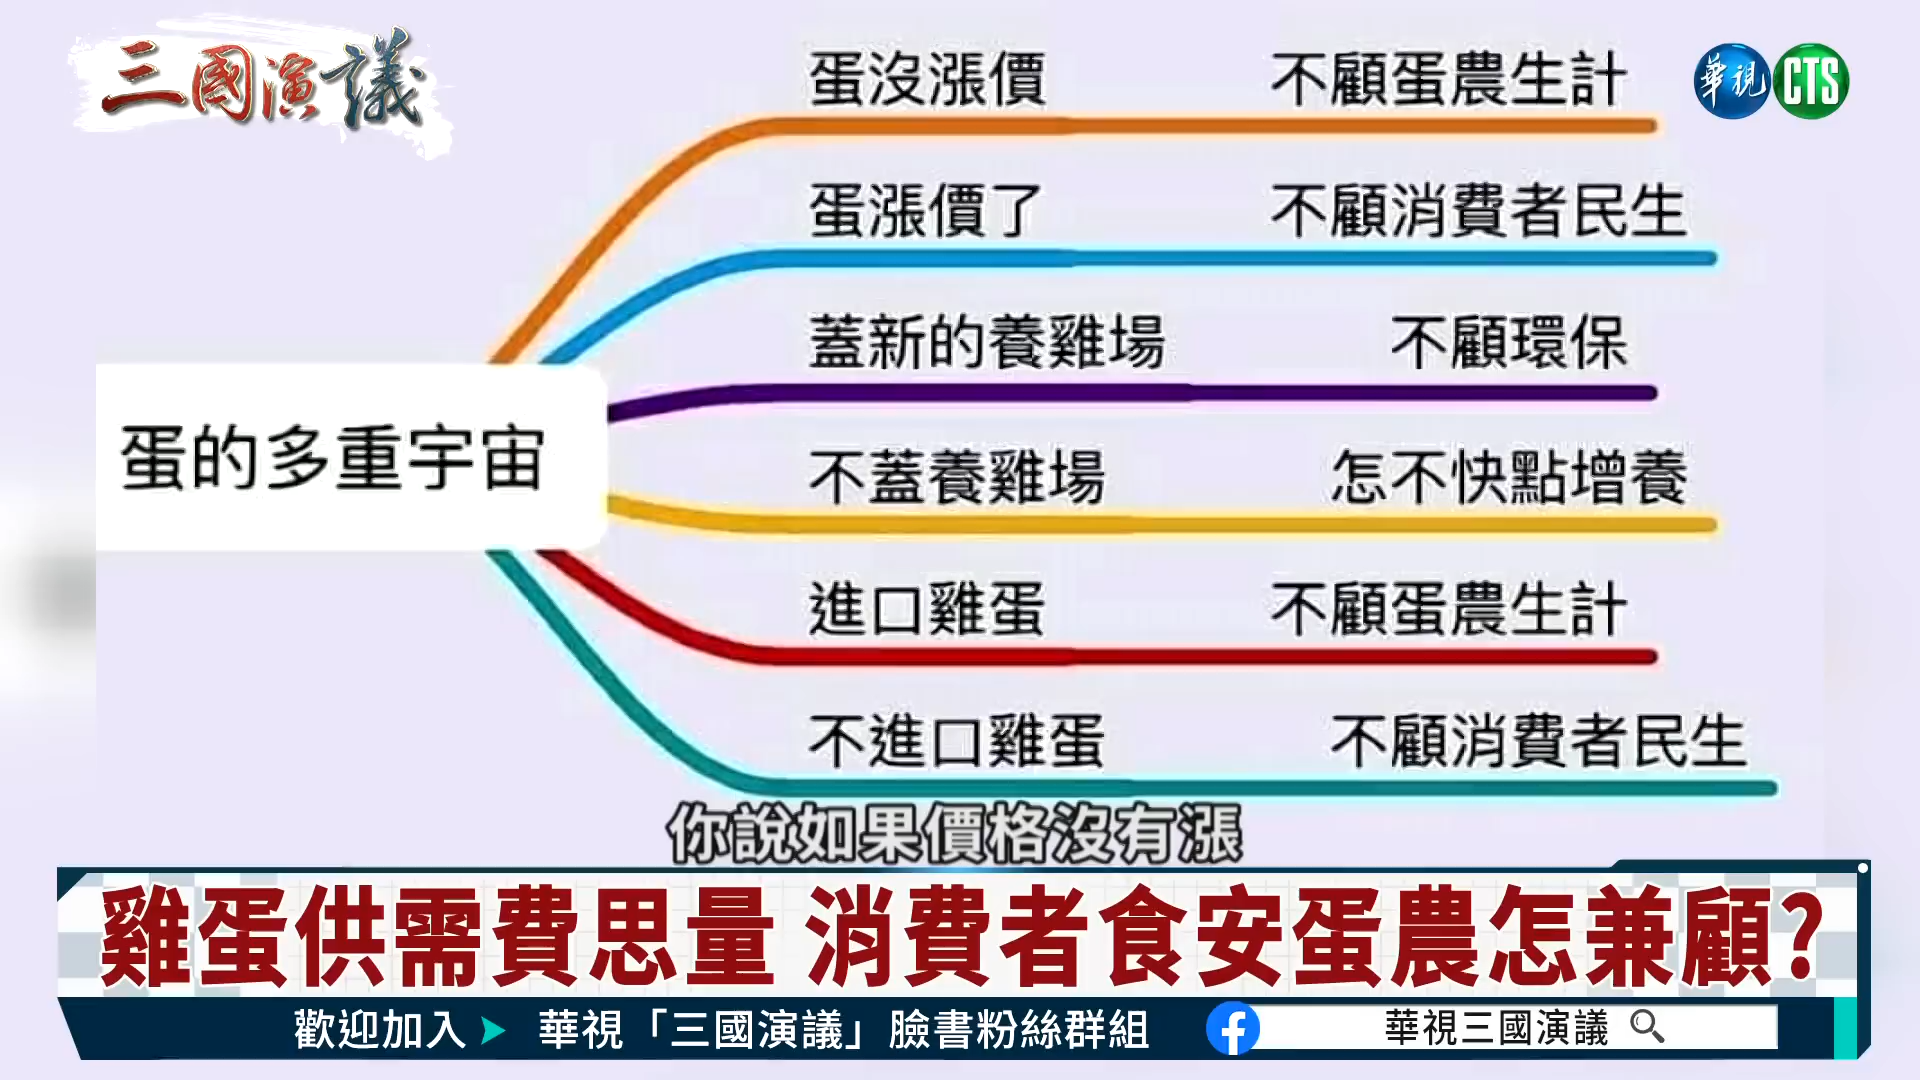 三國演議
華視 CTS
蛋沒漲價 不顧蛋農生計
蛋漲價了 不顧消費者民生
蓋新的養雞場 不顧環保
蛋的多重宇宙
不蓋養雞場 怎不快點增養
進口雞蛋 不顧蛋農生計
不進口雞蛋 不顧消費者民生
你說如果價格沒有漲
雞蛋供需費思量 消費者食安蛋農怎兼顧?
歡迎加入 華視「三國演議」臉書粉絲群組
華視三國演議